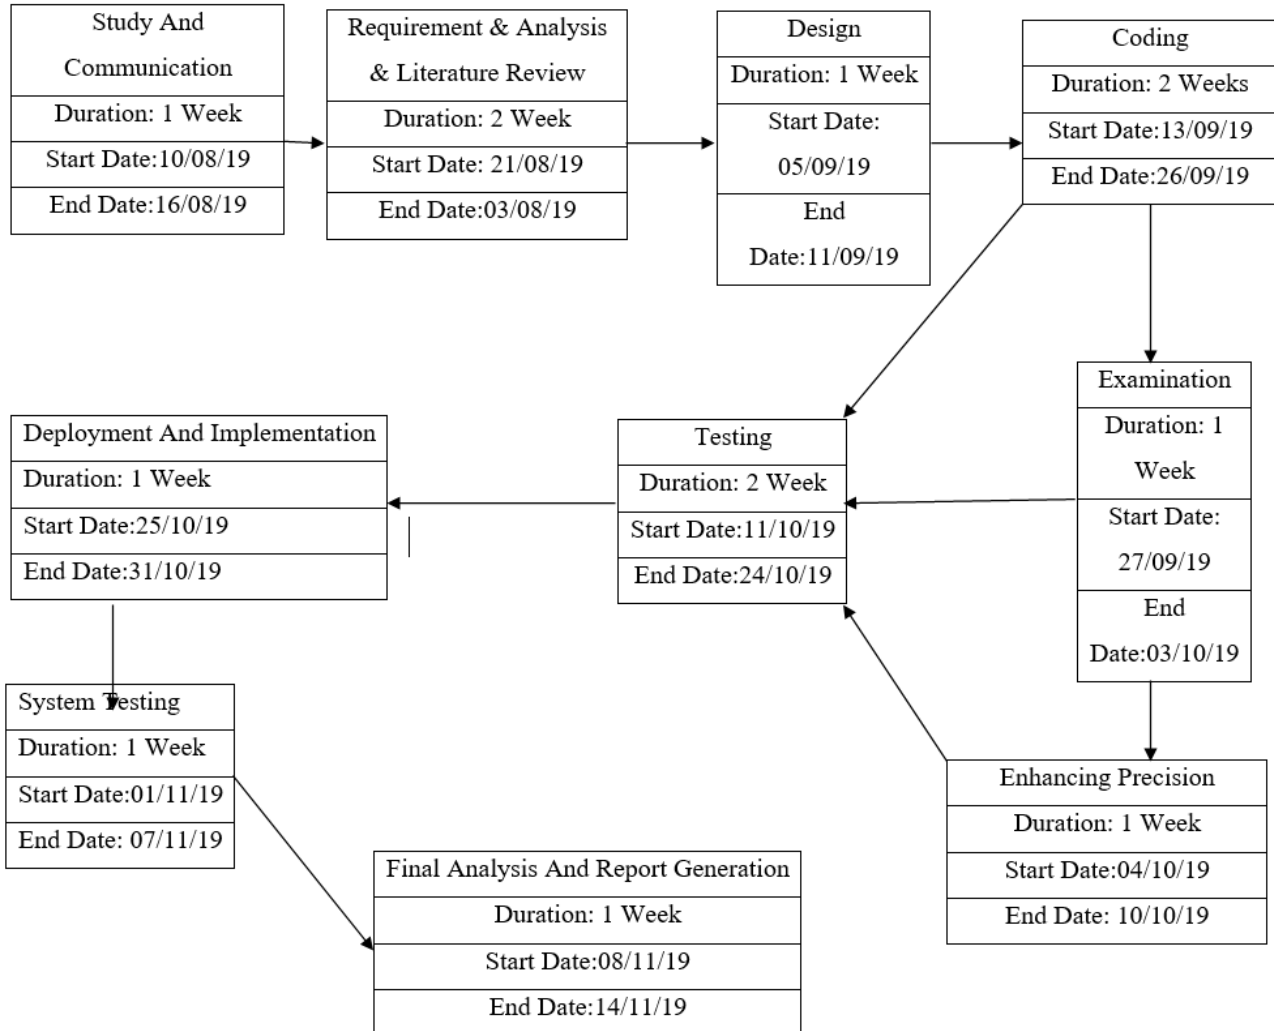 Study And
Communication
Duration: 1 Week
Start Date:10/08/19
End Date:16/08/19
Requirement & Analysis
& Literature Review
Duration: 2 Week
Start Date: 21/08/19
End Date:03/08/19
Design
Duration: 1 Week
Start Date:
05/09/19
End
Date:11/09/19
Coding
Duration: 2 Weeks
Start Date:13/09/19
End Date:26/09/19
Examination
Duration: 1
Week
Start Date:
27/09/19
End
Date:03/10/19
Enhancing Precision
Duration: 1 Week
Start Date:04/10/19
End Date: 10/10/19
Testing
Duration: 2 Week
Start Date:11/10/19
End Date:24/10/19
Deployment And Implementation
Duration: 1 Week
Start Date:25/10/19
End Date:31/10/19
System Testing
Duration: 1 Week
Start Date:01/11/19
End Date: 07/11/19
Final Analysis And Report Generation
Duration: 1 Week
Start Date:08/11/19
End Date:14/11/19